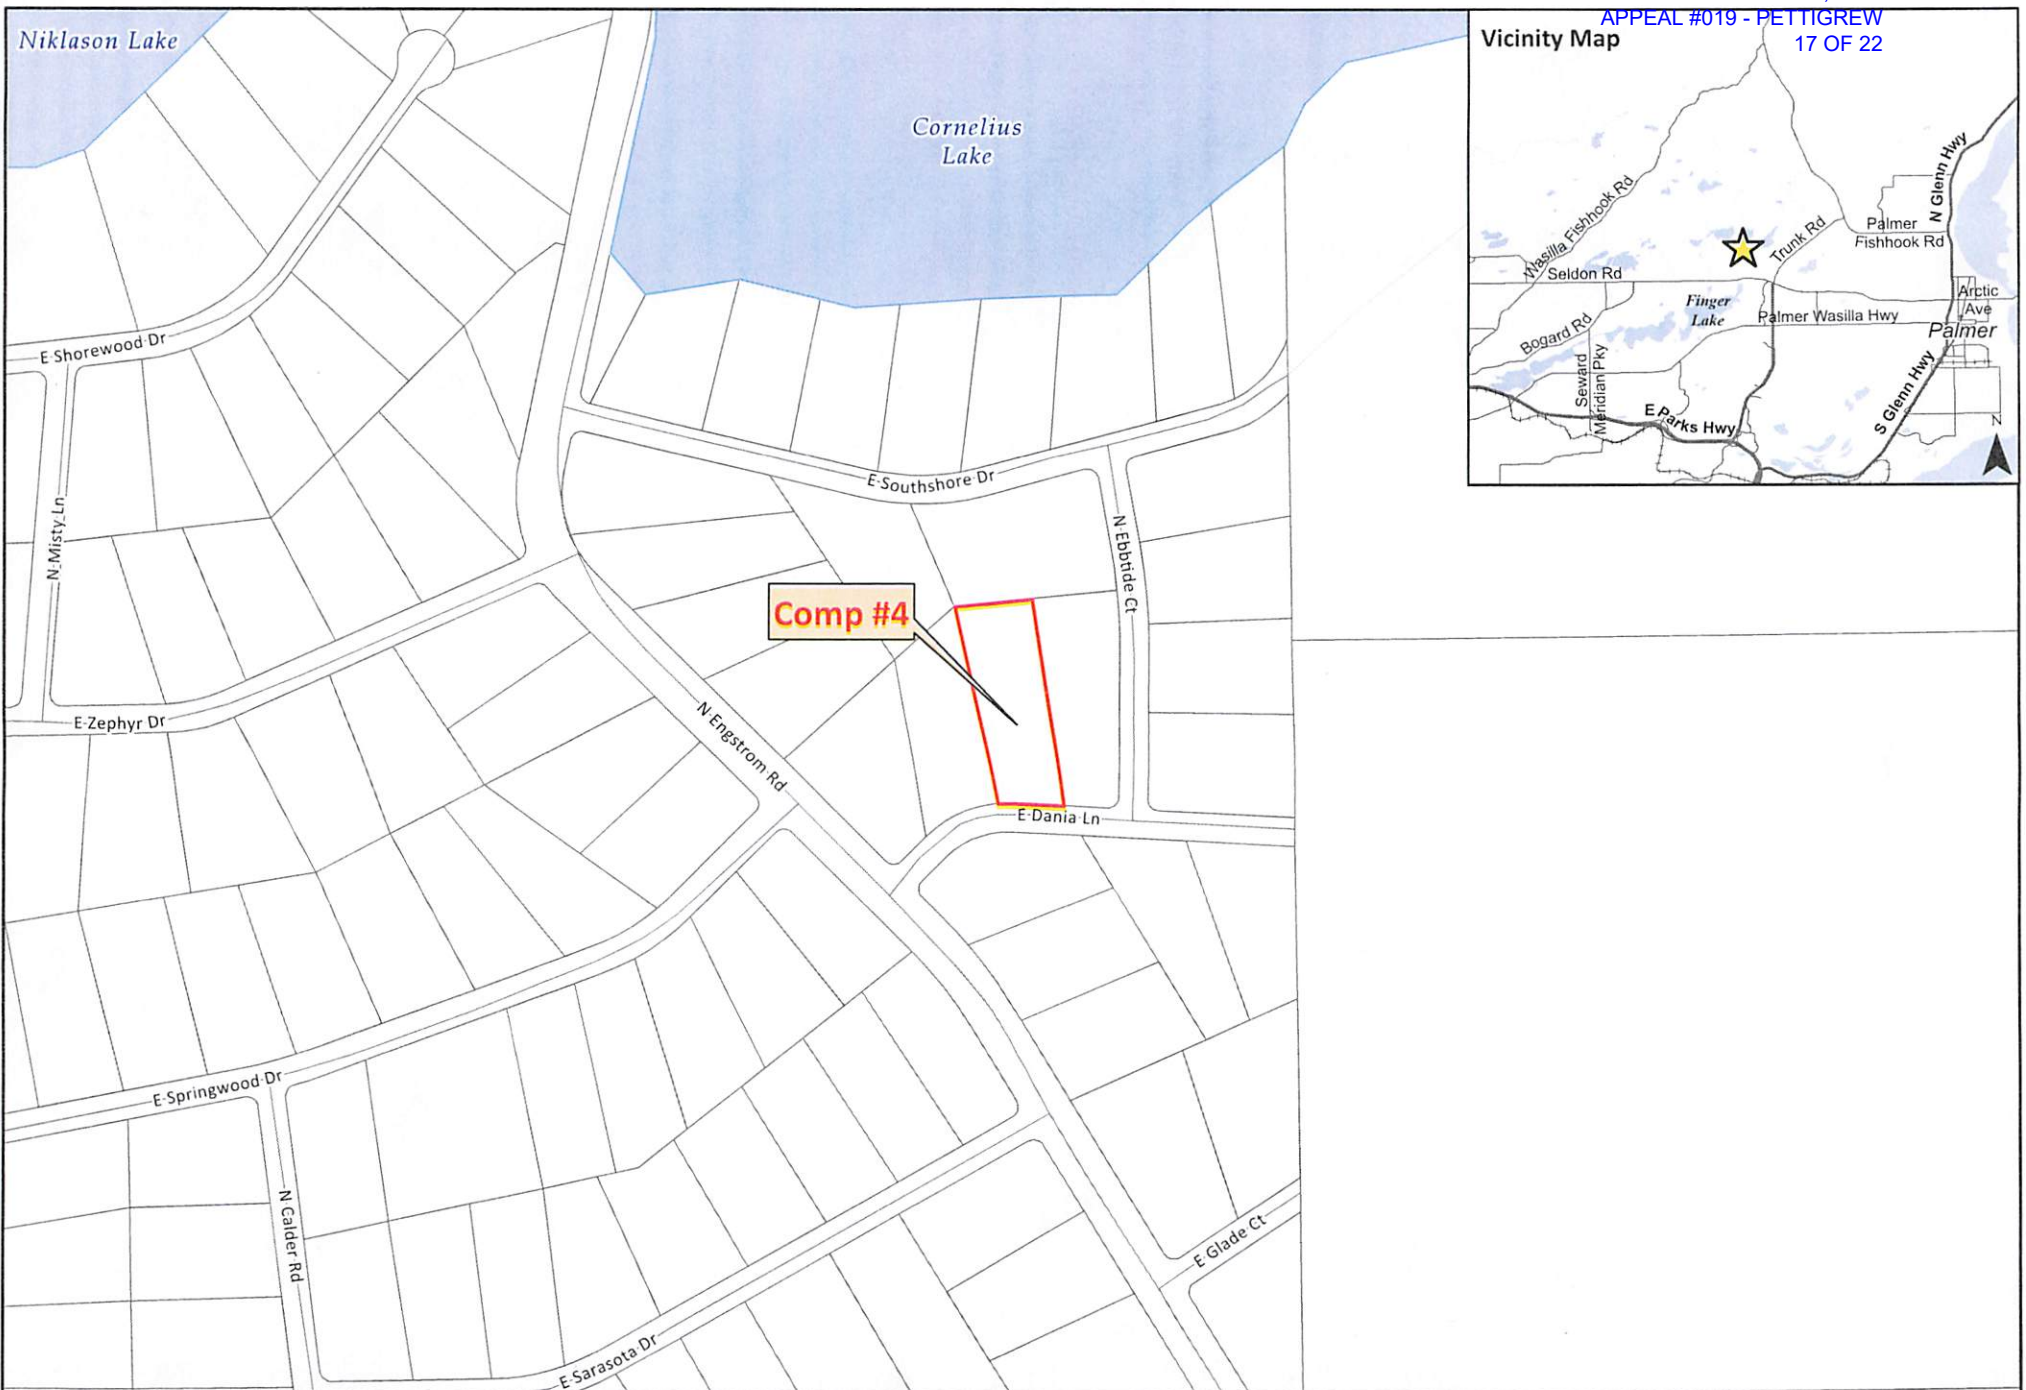 APPEAL #019 - PETTIGREW
17 OF 22
Niklason Lake
Cornelius
Lake
Vicinity Map
Wasilla Fishhook Rd
N Glenn Hwy
Trunk Rd
Palmer
Fishhook Rd
Seldon Rd
Finger
Lake
Bogard Rd
Palmer Wasilla Hwy
Arctic
Ave
Palmer
Seward
Meridian Pky
E Parks Hwy
S Glenn Hwy
N
E Shorewood Dr
N Misty Ln
E Southshore Dr
N Ebbtide Ct
Comp #4
E Zephyr Dr
N Engstrom Rd
E Dania Ln
E Springwood Dr
N Calder Rd
E Glade Ct
E Sarasota Dr